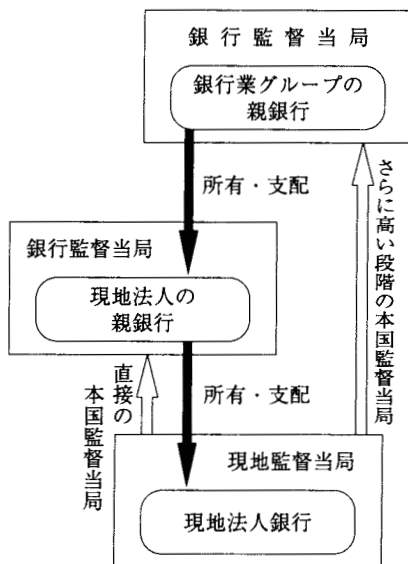 銀行監督当局
銀行業グループの
親銀行
所有・支配
さらに高い段階の本国監督当局
銀行監督当局
現地法人の
親銀行
直接の
本国監督当局
所有・支配
現地監督当局
現地法人銀行